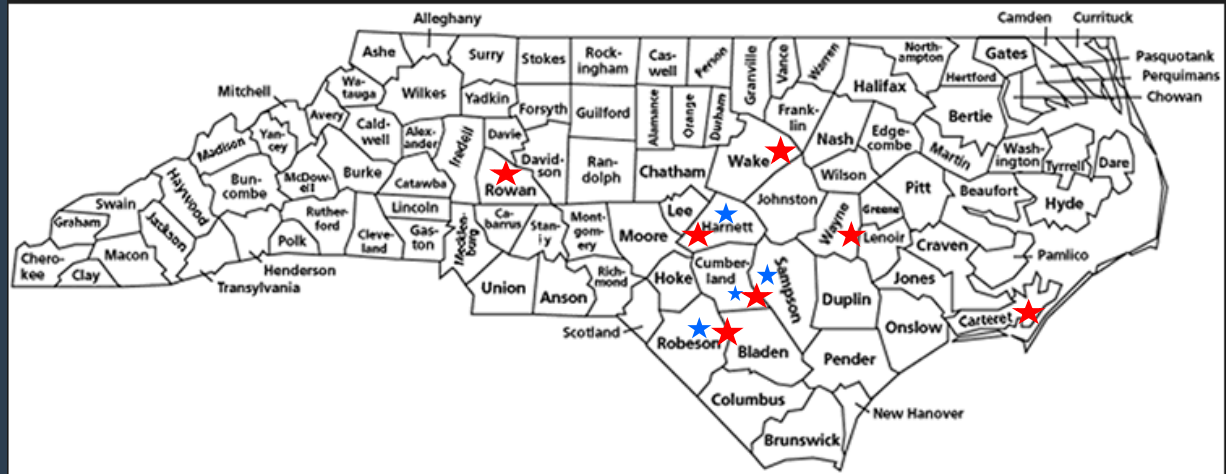 Alleghany
Camden
Currituck
Ashe
Surry
Stokes
Rock-
ingham
Cas-
well
Person
Granville
Vance
Warren
North-
ampton
Gates
Pasquotank
Hertford
Perquimans
Chowan
Mitchell
Wa-
tauga
Wilkes
Yadkin
Forsyth
Guilford
Alamance
Orange
Durham
Frank-
lin
Halifax
Bertie
Avery
Cald-
well
Alex-
ander
Iredell
Davie
David-
son
Ran-
dolph
Chatham
Wake
Nash
Edge-
combe
Martin
Wash-
ington
Tyrrell
Dare
Madison
Yan-
cey
McDow-
ell
Burke
Catawba
Rowan
Wilson
Pitt
Beaufort
Hyde
Haywood
Bun-
combe
Swain
Graham
Jackson
Ruther-
ford
Lincoln
Polk
Cleve-
land
Gas-
ton
Mecklen-
burg
Ca-
barrus
Stan-
ly
Mont-
gom-
ery
Moore
Lee
Harnett
Johnston
Wayne
Greene
Lenoir
Craven
Pamlico
Chero-
kee
Clay
Macon
Henderson
Transylvania
Union
Anson
Rich-
mond
Hoke
Cumber-
land
Sampson
Duplin
Jones
Onslow
Carteret
Scotland
Robeson
Bladen
Pender
Columbus
New Hanover
Brunswick